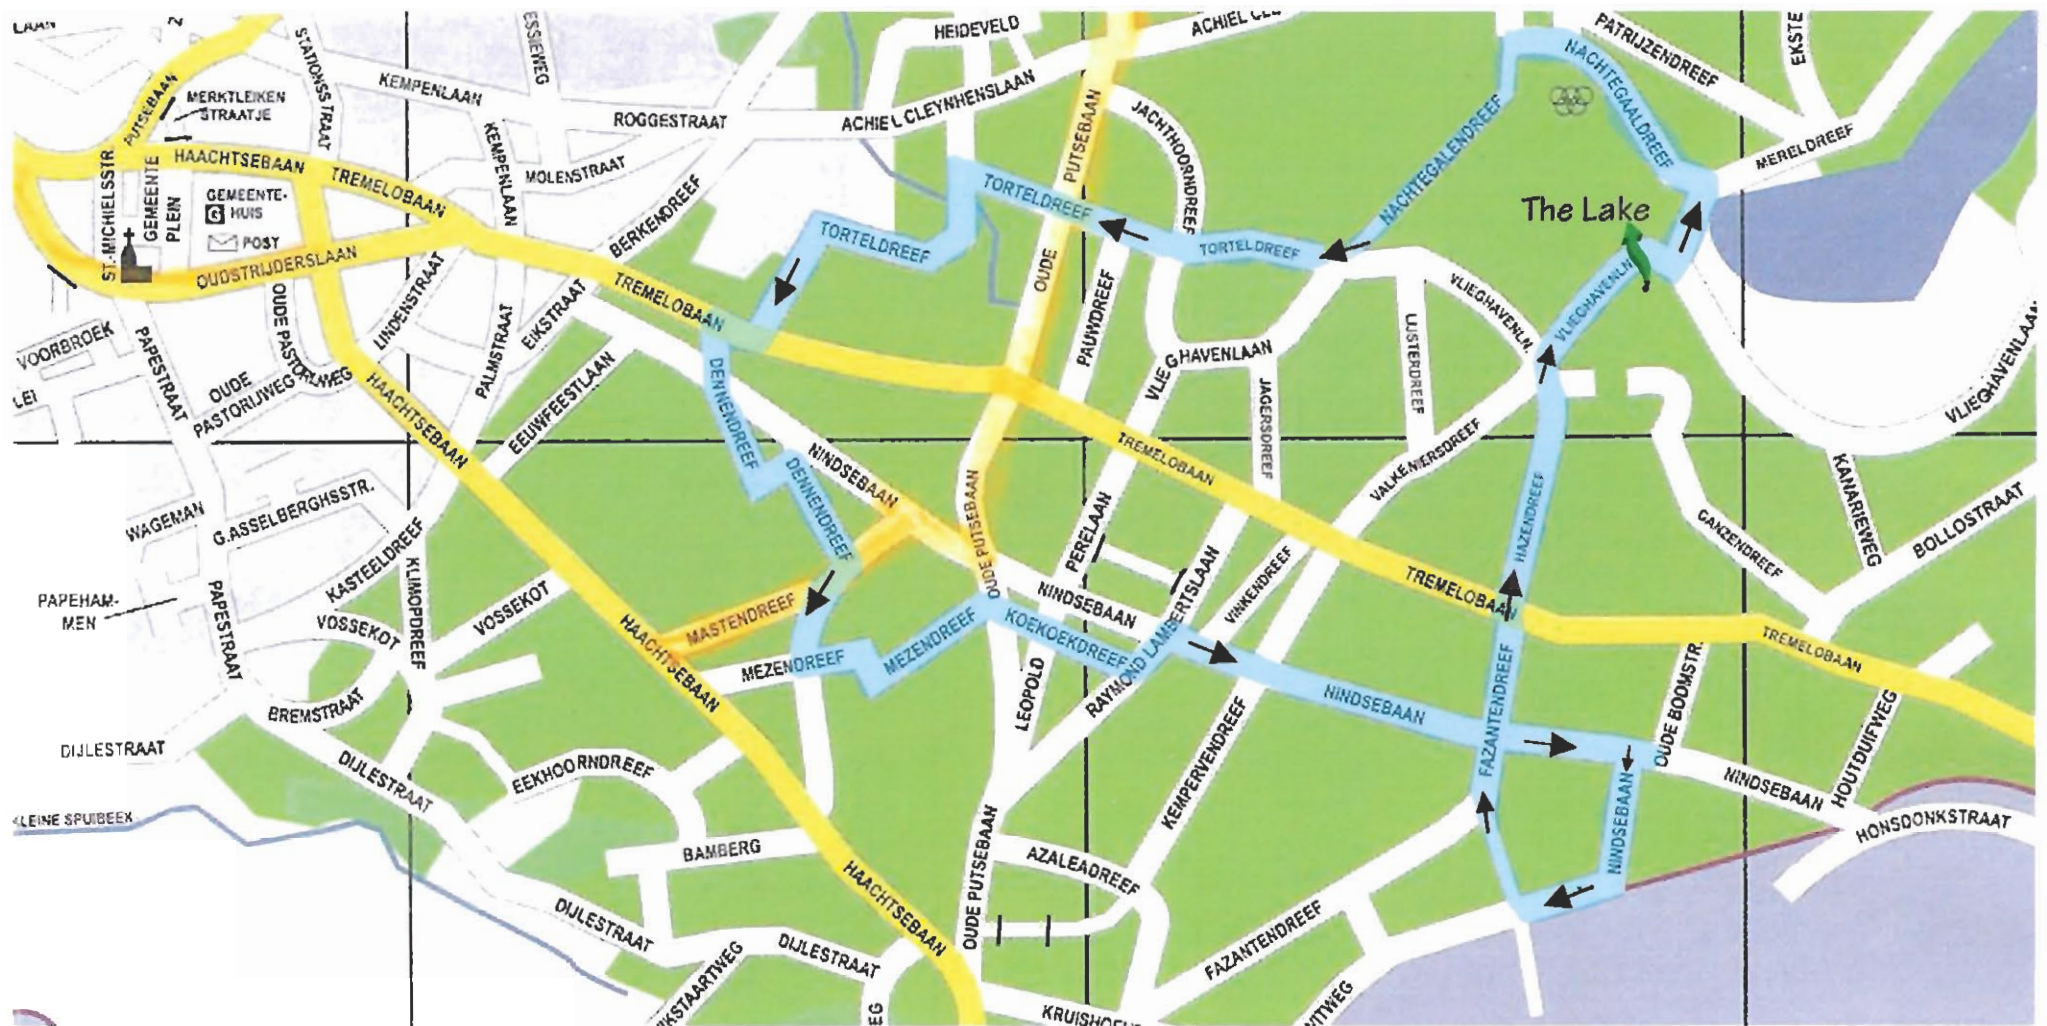 LAAN
HEIDEVELD
PATRIJZENDREEF
NACHTEGAALDREEF
STATIONSSTRAAT
PUTSEBAAN
MERKTLEIKEN
STRAATJE
KEMPENLAAN
ROGGESTRAAT
ACHIEL CLEYNHENSLAAN
PUTSEBAAN
JACHTHOORNDREEF
NACHTEGALENDREEF
MERELDREEF
HAACHTSEBAAN
TREMELOBAAN
KEMPENLAAN
MOLENSTRAAT
ST.-MICHIELSSTR.
GEMEENTE
PLEIN
GEMEENTE-
G HUIS
POST
BERKENDREEF
TORTELDREEF
TORTELDREEF
TORTELDREEF
The Lake
OUDSTRIJDERSLAAN
OUDE PASTORIJWEG
LINDENSTRAAT
TREMELOBAAN
OUDE
PAUWDREEF
VLIEGHAVENLN.
VLIEGHAVENLN
VOORBROEK
PAPESTRAAT
PALMSTRAAT
EIKSTRAAT
VLIEGHAVENLAAN
LIJSTERDREEF
VLIEGHAVENLAAN
LEI
OUDE
PASTORIJWEG
HAACHTSEBAAN
EEUWFEESTLAAN
DENNENDREEF
JAGERSDREEF
NINDSEBAAN
TREMELOBAAN
VALKENIERSDREEF
KANARIEWEG
WAGEMAN
G.ASSELBERGHSSTR.
DENNENDREEF
OUDE PUTSEBAAN
PERELAAN
HAZENDREEF
GANZENDREEF
BOLLOSTRAAT
KASTEELDREEF
KLIMOPDREEF
PAPEHAM-
MEN
PAPESTRAAT
VOSSEKOT
VOSSEKOT
HAACHTSEBAAN
MASTENDREEF
NINDSEBAAN
RAYMOND LAMBERTSLAAN
VINKENDREEF
TREMELOBAAN
TREMELOBAAN
MEZENDREEF
MEZENDREEF
KOEKOEKDREEF
LEOPOLD
BREMSTRAAT
NINDSEBAAN
FAZANTENDREEF
OUDE BOOMSTR.
HOUTDUIFWEG
DIJLESTRAAT
DIJLESTRAAT
EEKHOORNDREEF
KEMPERVENDREEF
NINDSEBAAN
NINDSEBAAN
HONSDONKSTRAAT
KLEINE SPUIBEEK
BAMBERG
OUDE PUTSEBAAN
AZALEADREEF
HAACHTSEBAAN
DIJLESTRAAT
DIJLESTRAAT
FAZANTENDREEF